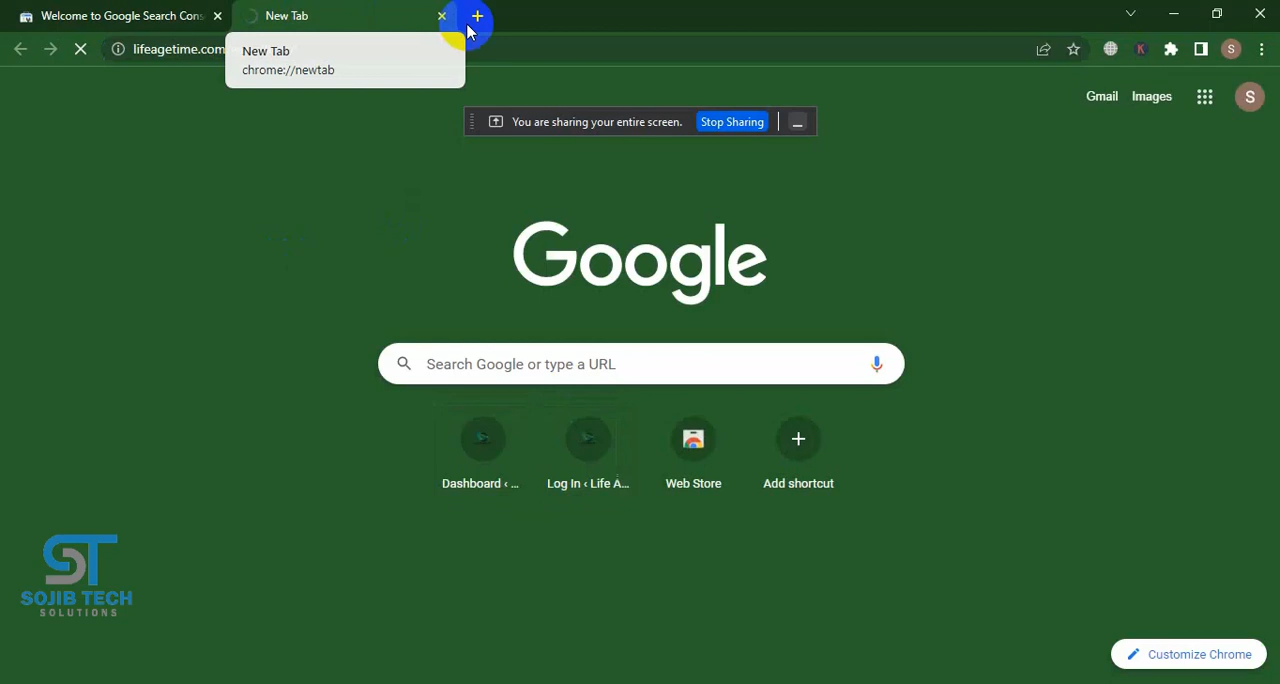 Welcome to Google Search Cons
New Tab
lifeagetime.com
New Tab
chrome://newtab
S
Gmail
Images
S
You are sharing your entire screen.
Stop Sharing
Google
Search Google or type a URL
Dashboard ‹ ...
Log In ‹ Life A...
Web Store
Add shortcut
ST
SOJIB TECH
SOLUTIONS
Customize Chrome